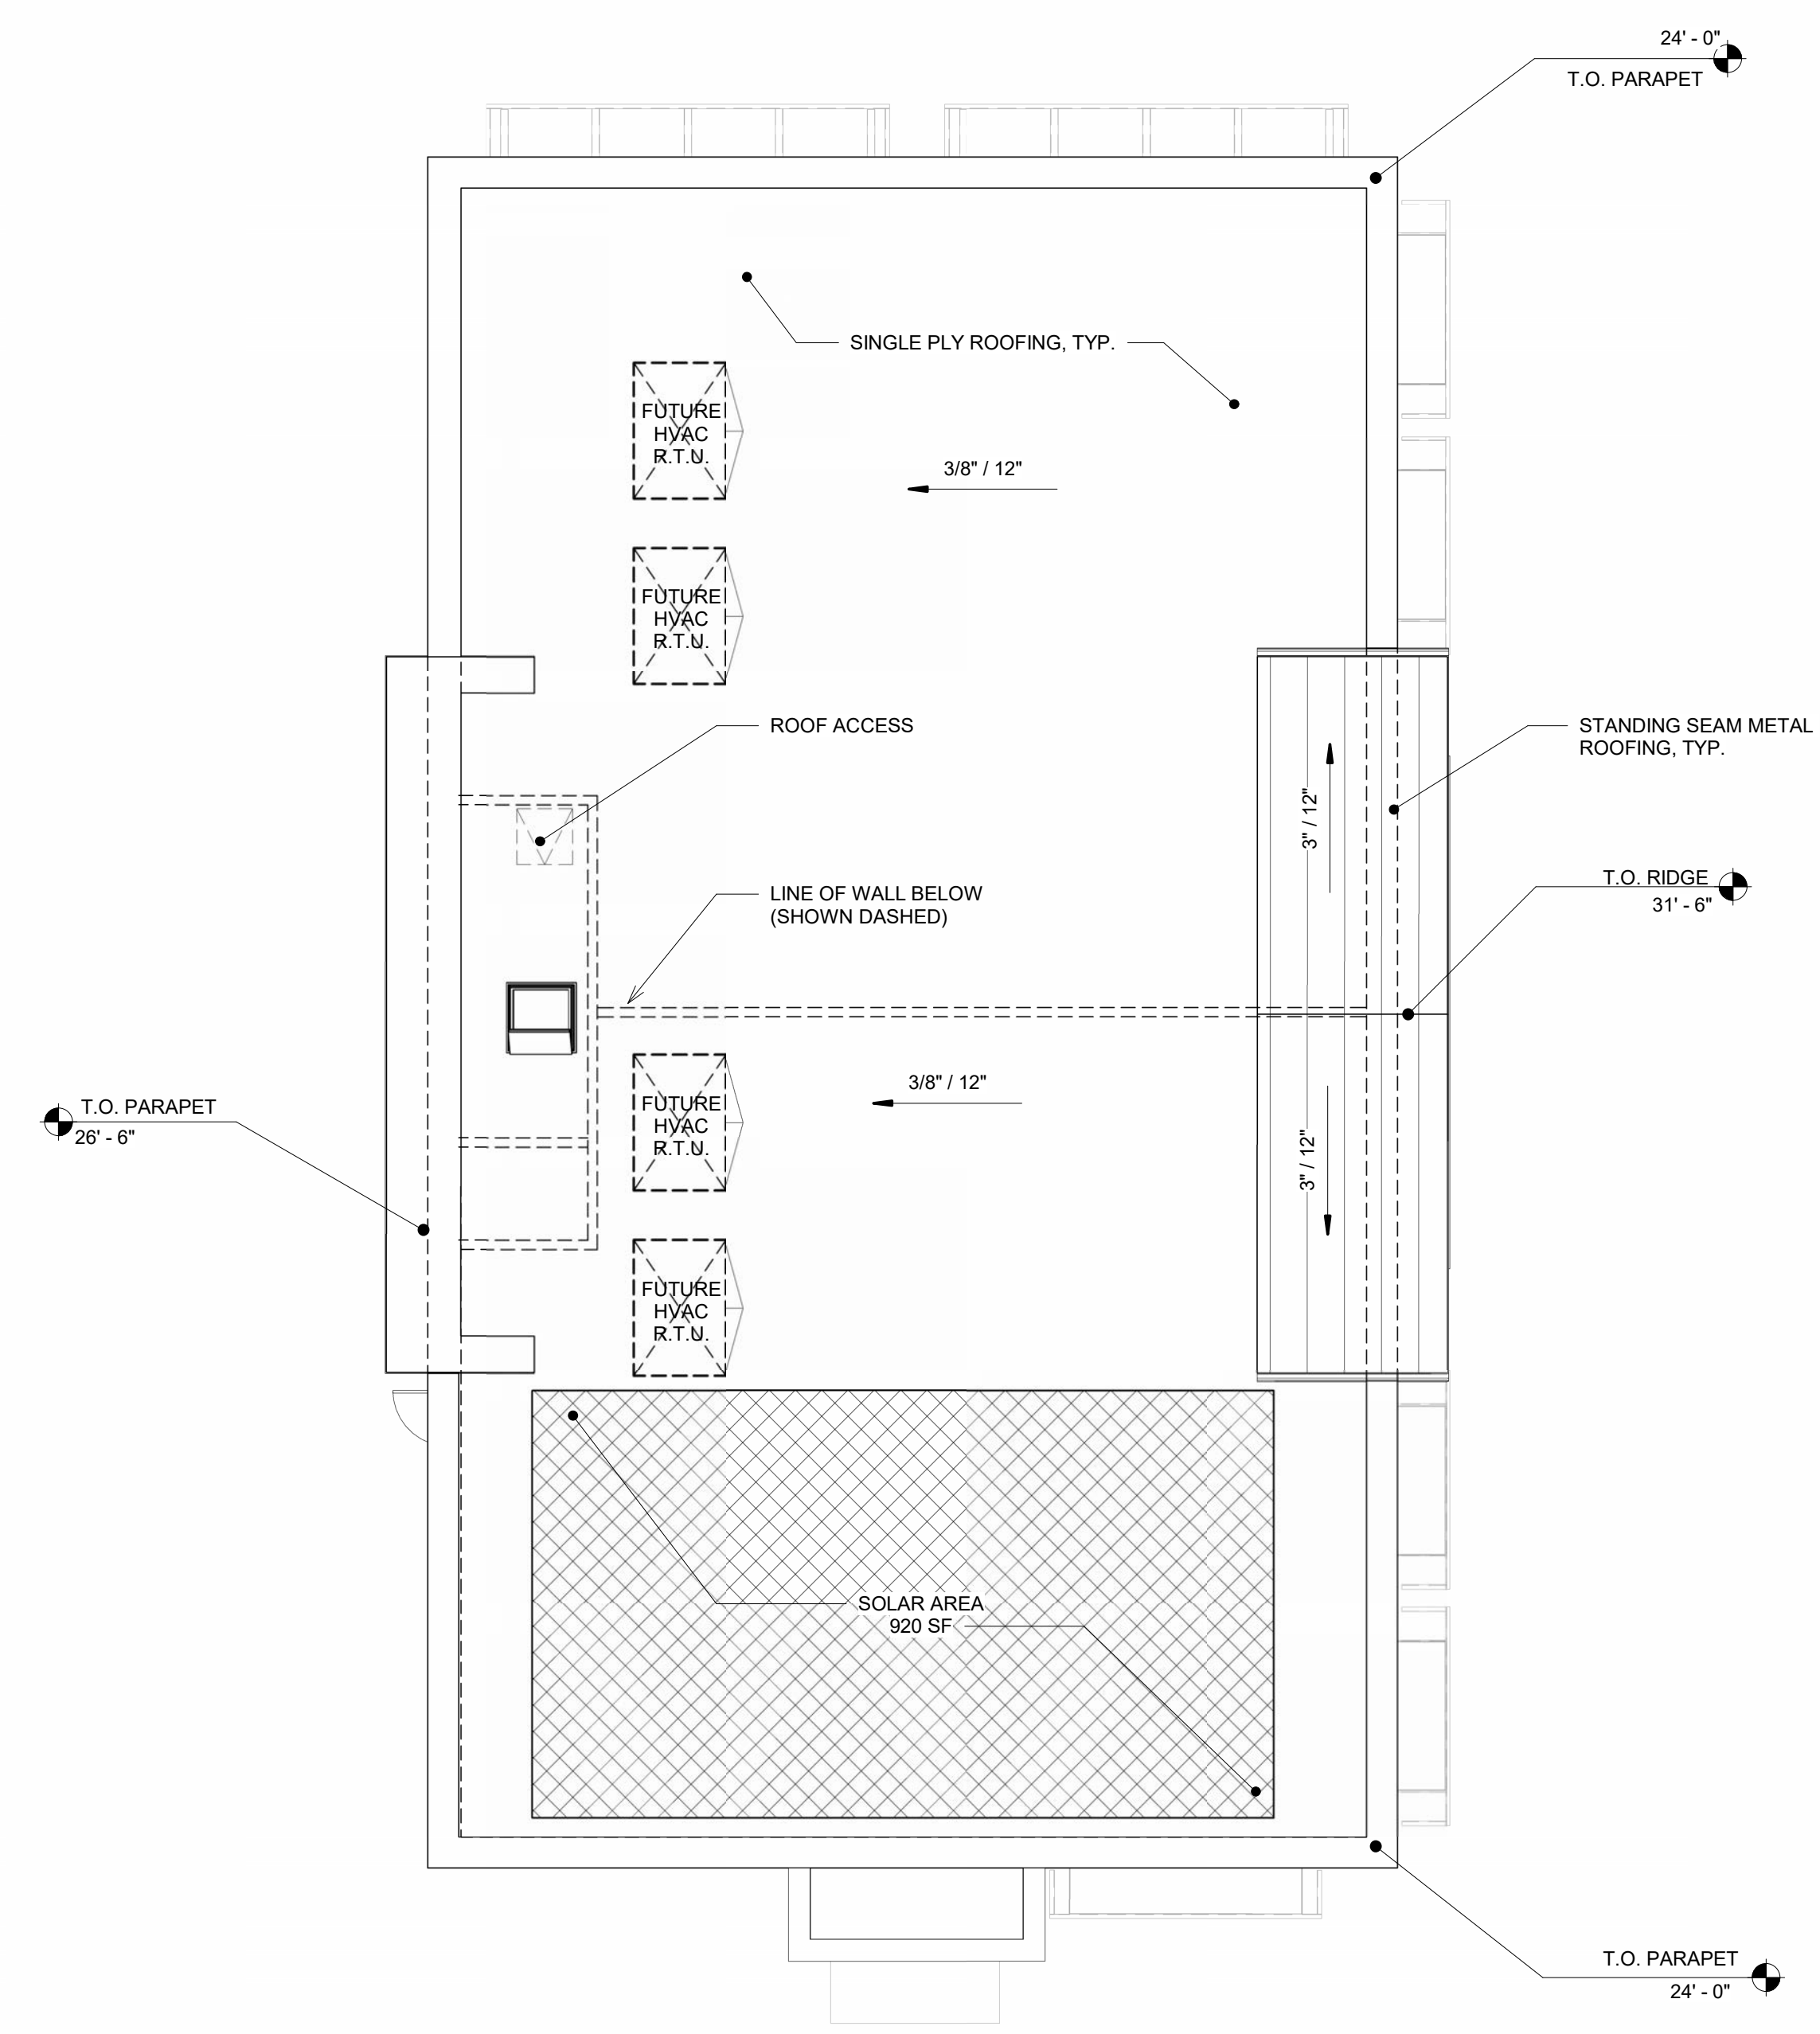 24' - 0"
T.O. PARAPET
SINGLE PLY ROOFING, TYP.
FUTURE
HVAC
R.T.U.
3/8" / 12"
FUTURE
HVAC
R.T.U.
ROOF ACCESS
STANDING SEAM METAL
ROOFING, TYP.
3" / 12"
LINE OF WALL BELOW
(SHOWN DASHED)
T.O. RIDGE
31' - 6"
3/8" / 12"
FUTURE
HVAC
R.T.U.
T.O. PARAPET
26' - 6"
3" / 12"
FUTURE
HVAC
R.T.U.
SOLAR AREA
920 SF
T.O. PARAPET
24' - 0"